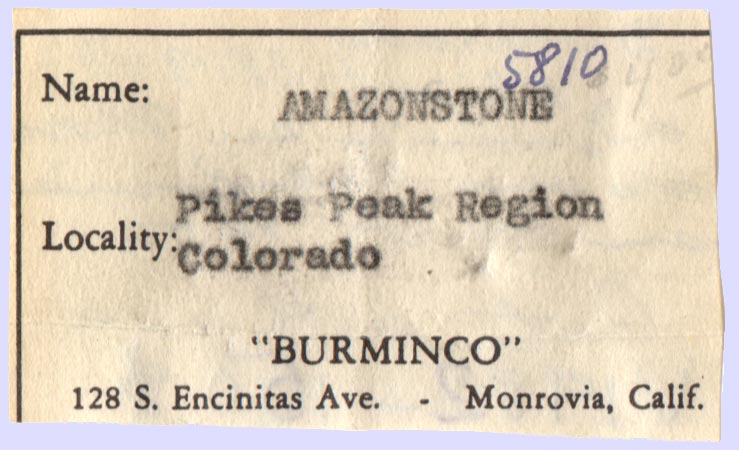 5810
Name: AMAZONSTONE
Pikes Peak Region
Locality: Colorado
"BURMINCO"
128 S. Encinitas Ave. - Monrovia, Calif.